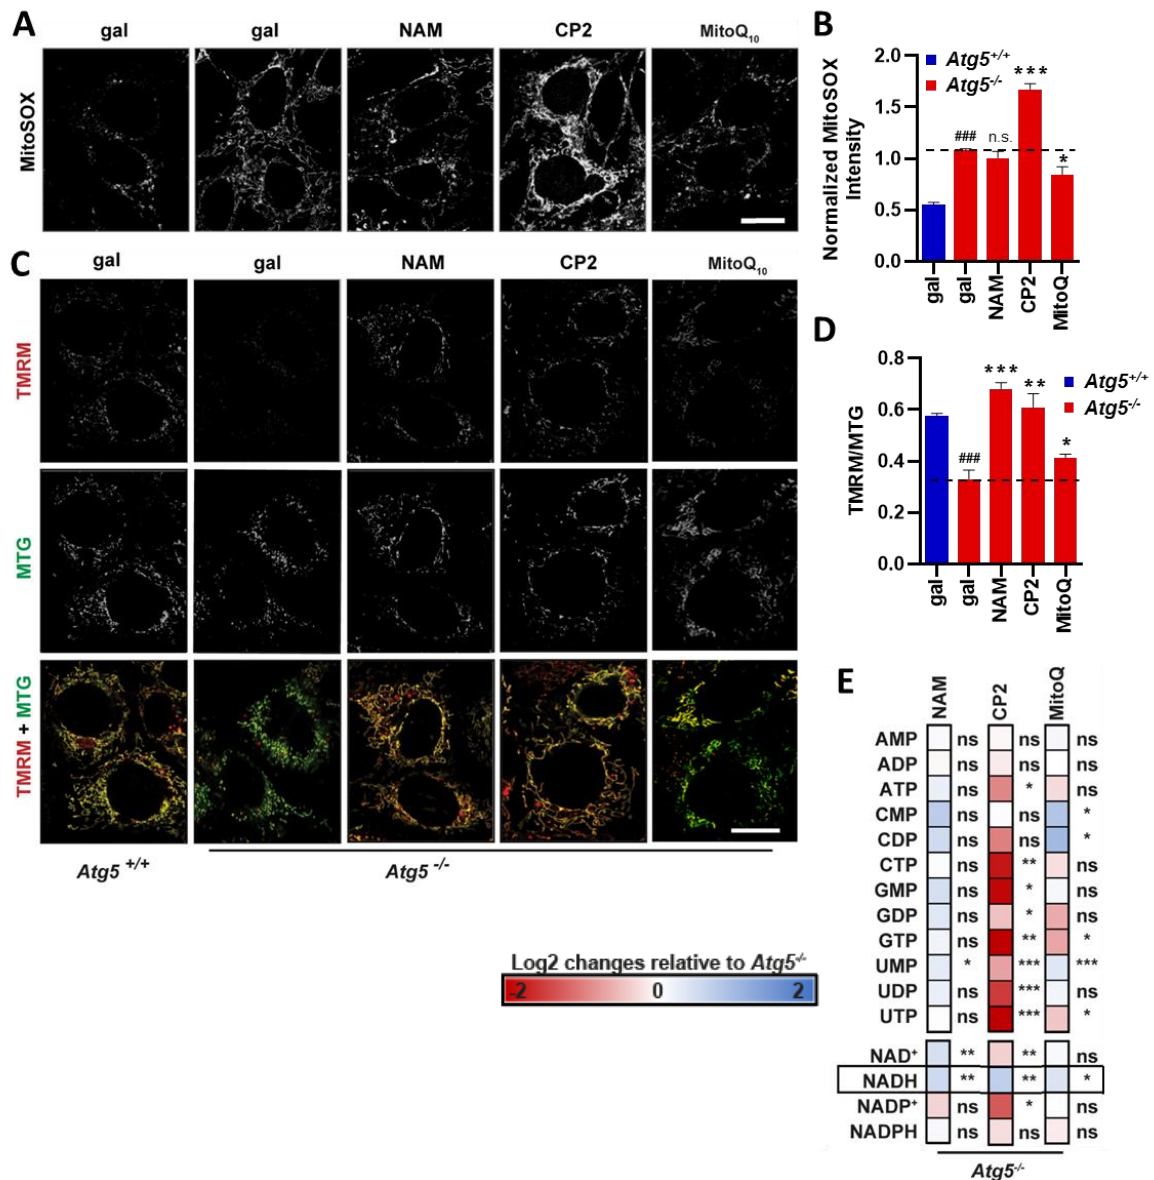 A
gal
gal
NAM
CP2
MitoQ10
MitoSOX
B
Normalized MitoSOX
Intensity
2.0
1.5
1.0
0.5
0.0
Atg5+/+
Atg5-/-
###
n.s.
***
*
gal
gal
NAM
CP2
MitoQ
C
gal
gal
NAM
CP2
MitoQ10
TMRM
MTG
TMRM + MTG
Atg5 +/+
Atg5 -/-
D
TMRM/MTG
0.8
0.6
0.4
0.2
0.0
Atg5+/+
Atg5-/-
###
***
**
*
gal
gal
NAM
CP2
MitoQ
Log2 changes relative to Atg5-/-
-2 0 2
E
NAM CP2 MitoQ
AMP ns ns ns
ADP ns ns ns
ATP ns * ns
CMP ns ns *
CDP ns ns *
CTP ns ** ns
GMP ns * ns
GDP ns * ns
GTP ns ** *
UMP * *** ***
UDP ns *** ns
UTP ns *** *
NAD+ ** ** ns
NADH ** ** *
NADP+ ns * ns
NADPH ns ns ns
Atg5-/-